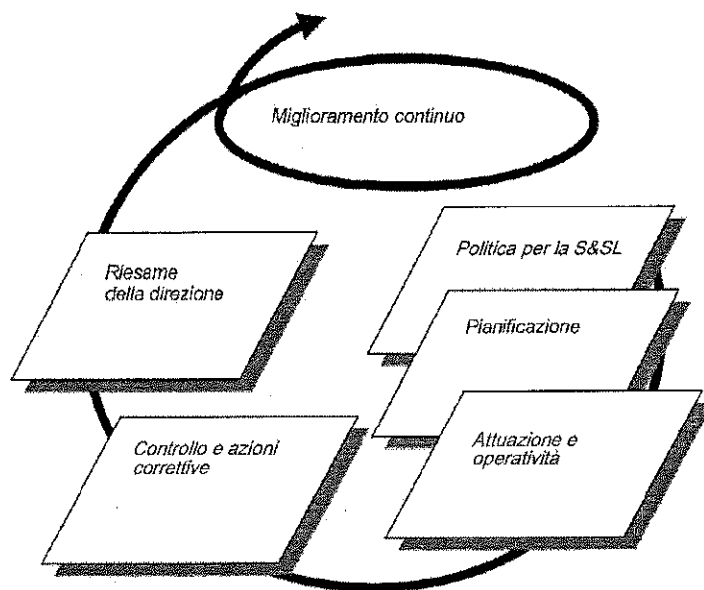 Miglioramento continuo
Politica per la S&SL
Pianificazione
Attuazione e
operatività
Controllo e azioni
correttive
Riesame
della direzione